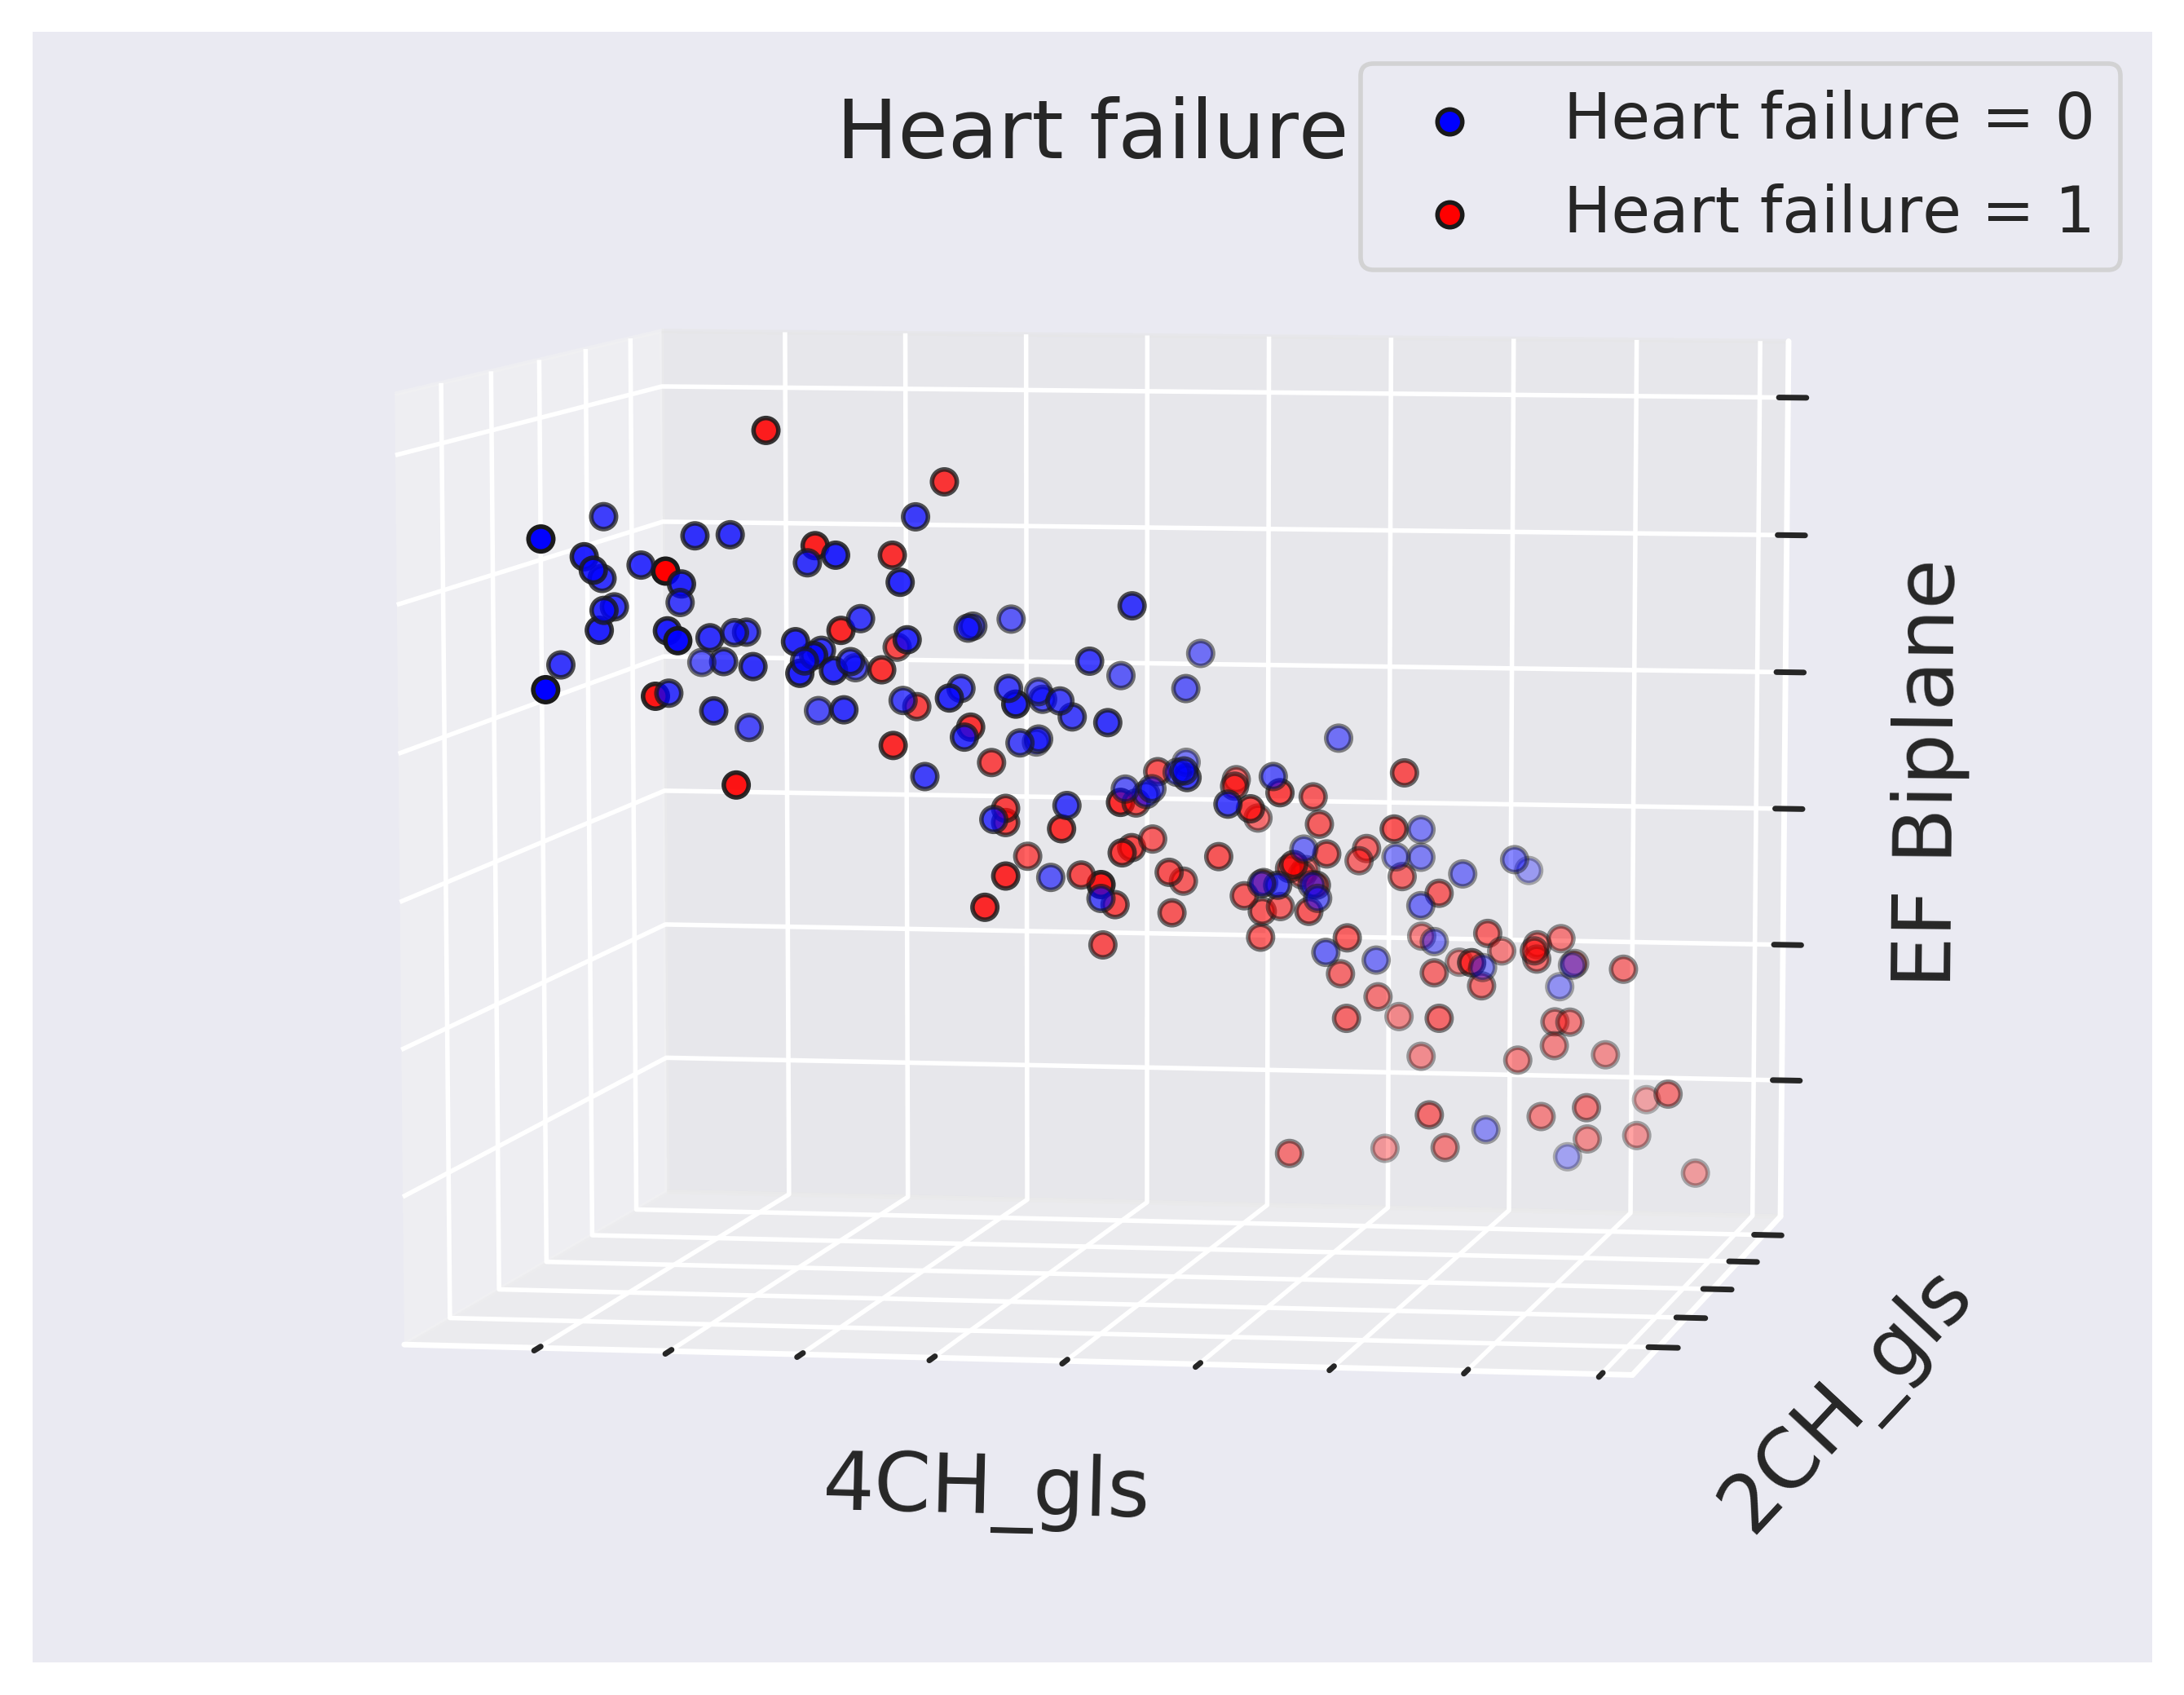 Heart failure
Heart failure = 0
Heart failure = 1
EF Biplane
4CH_gls
2CH_gls